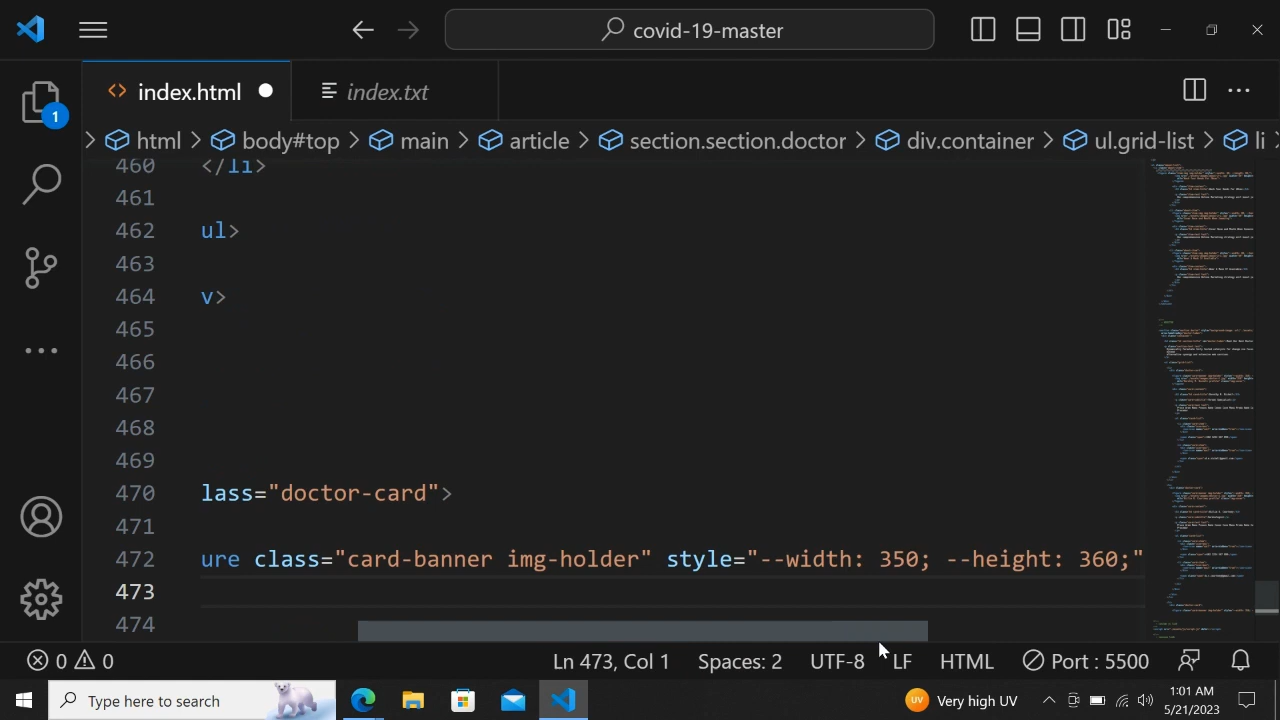 covid-19-master
index.html
index.txt
html body#top main article section.section.doctor div.container ul.grid-list li
1
460 </li>
461
462 ul>
463
464 v>
465
466
467
468
469
470 lass="doctor-card">
471
472 ure class="card-banner img-holder" style="--width: 350; --height: 360;"
473
474
0 0 Ln 473, Col 1 Spaces: 2 UTF-8 LF HTML Port : 5500
Type here to search
UV Very high UV
1:01 AM
5/21/2023